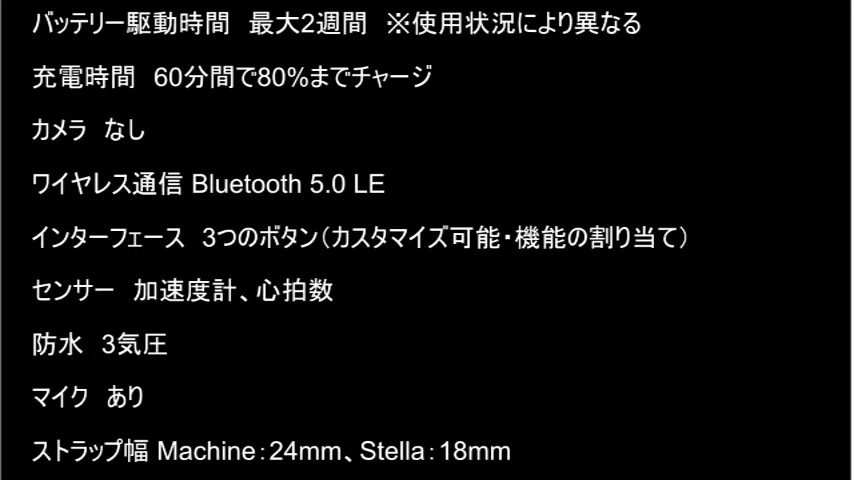 バッテリー駆動時間　最大2週間　※使用状況により異なる
充電時間　60分間で80%までチャージ
カメラ　なし
ワイヤレス通信 Bluetooth 5.0 LE
インターフェース　3つのボタン（カスタマイズ可能・機能の割り当て）
センサー　加速度計、心拍数
防水　3気圧
マイク　あり
ストラップ幅 Machine：24mm、Stella：18mm